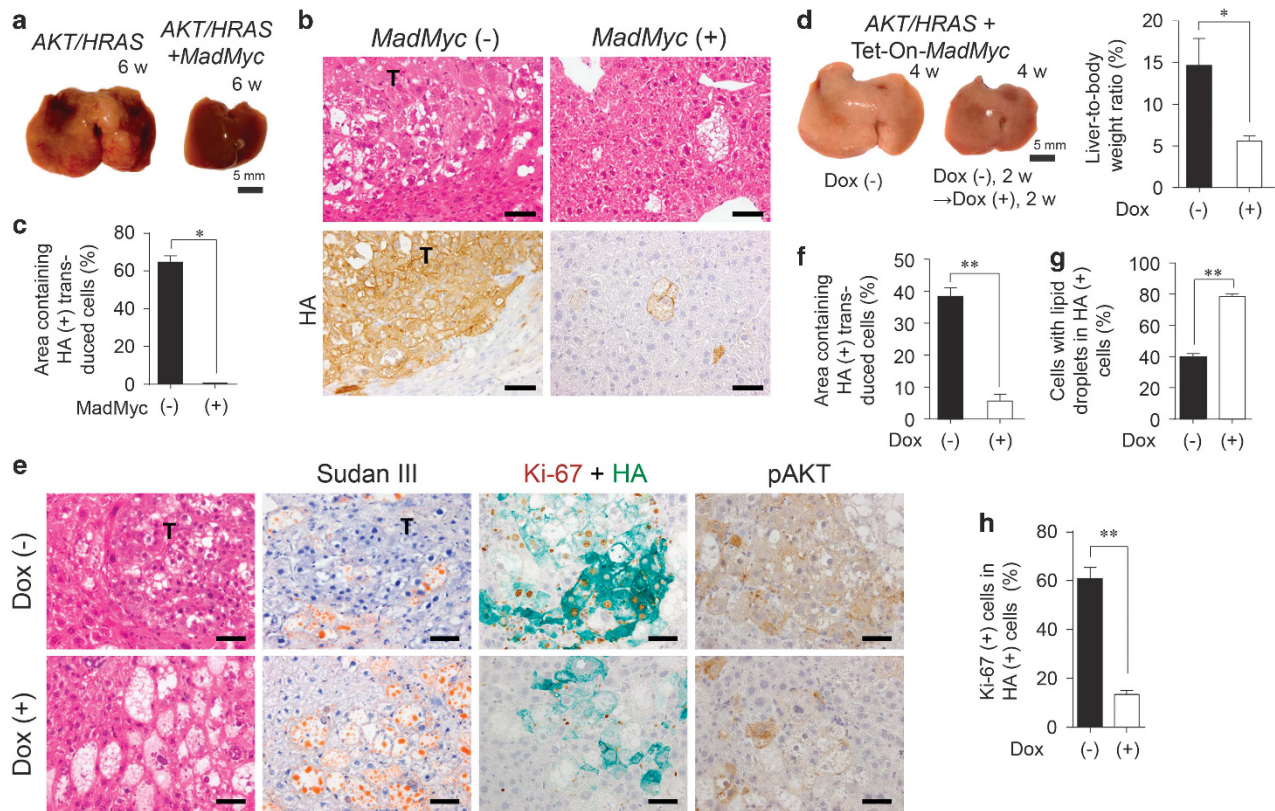 a
AKT/HRAS
6 w
AKT/HRAS
+MadMyc
6 w
5 mm
b
MadMyc (-)
MadMyc (+)
T
HA
T
c
Area containing
HA (+) trans-
duced cells (%)
80
60
40
20
0
*
MadMyc
(-)
(+)
d
AKT/HRAS +
Tet-On-MadMyc
4 w
4 w
5 mm
Dox (-)
Dox (-), 2 w
→Dox (+), 2 w
Liver-to-body
weight ratio (%)
20
15
10
5
0
*
Dox
(-)
(+)
e
Sudan III
Ki-67 + HA
pAKT
Dox (-)
T
T
Dox (+)
f
Area containing
HA (+) trans-
duced cells (%)
50
40
30
20
10
0
**
Dox
(-)
(+)
g
Cells with lipid
droplets in HA (+)
cells (%)
100
80
60
40
20
0
**
Dox
(-)
(+)
h
Ki-67 (+) cells in
HA (+) cells (%)
80
60
40
20
0
**
Dox
(-)
(+)